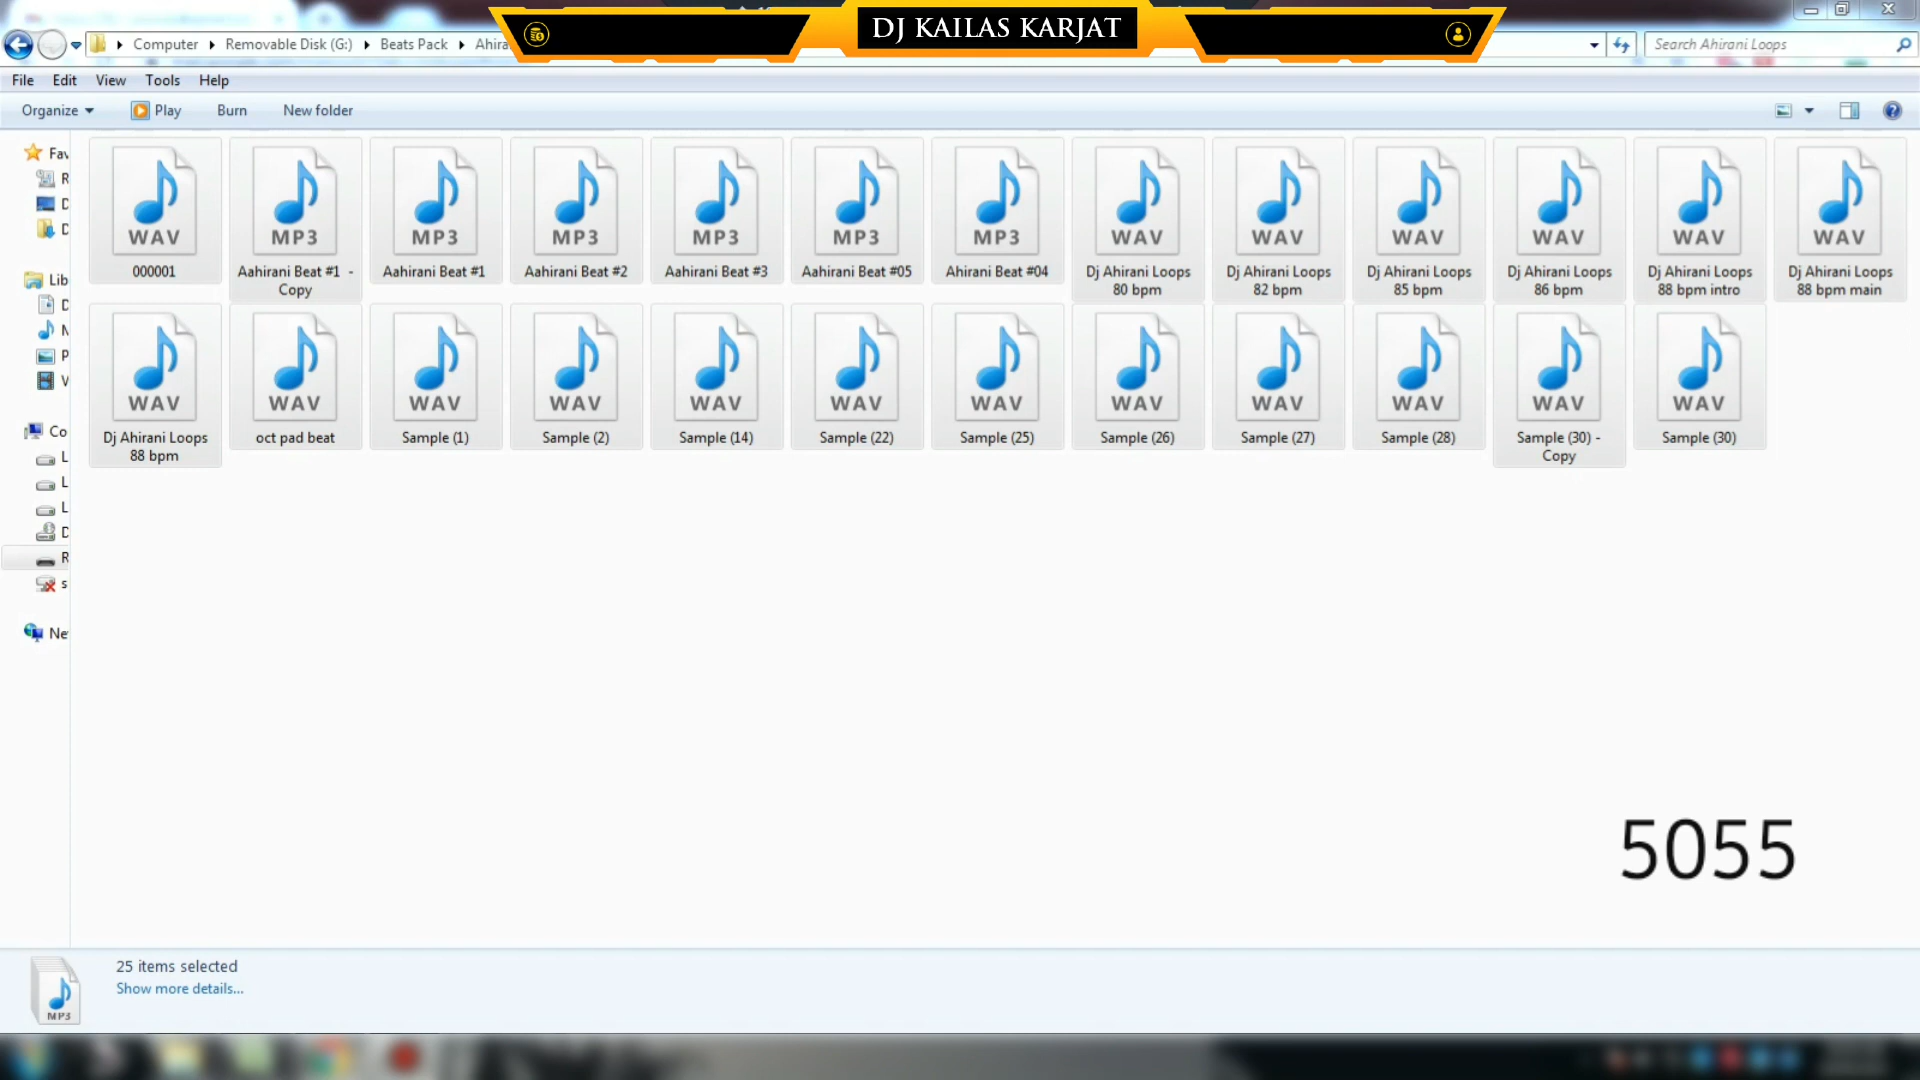 DJ KAILAS KARJAT
Computer Removable Disk (G:) Beats Pack Ahira
Search Ahirani Loops
File Edit View Tools Help
Organize Play Burn New folder
Fav
R
D
D
Lib
D
M
P
V
Co
L
L
L
D
R
s
Ne
WAV MP3 MP3 MP3 MP3 MP3 MP3 WAV WAV WAV WAV WAV WAV
000001
Aahirani Beat #1 -
Copy
Aahirani Beat #1
Aahirani Beat #2
Aahirani Beat #3
Aahirani Beat #05
Ahirani Beat #04
Dj Ahirani Loops
80 bpm
Dj Ahirani Loops
82 bpm
Dj Ahirani Loops
85 bpm
Dj Ahirani Loops
86 bpm
Dj Ahirani Loops
88 bpm intro
Dj Ahirani Loops
88 bpm main
WAV WAV WAV WAV WAV WAV WAV WAV WAV WAV WAV WAV
Dj Ahirani Loops
88 bpm
oct pad beat
Sample (1)
Sample (2)
Sample (14)
Sample (22)
Sample (25)
Sample (26)
Sample (27)
Sample (28)
Sample (30) -
Copy
Sample (30)
5055
25 items selected
Show more details...
MP3